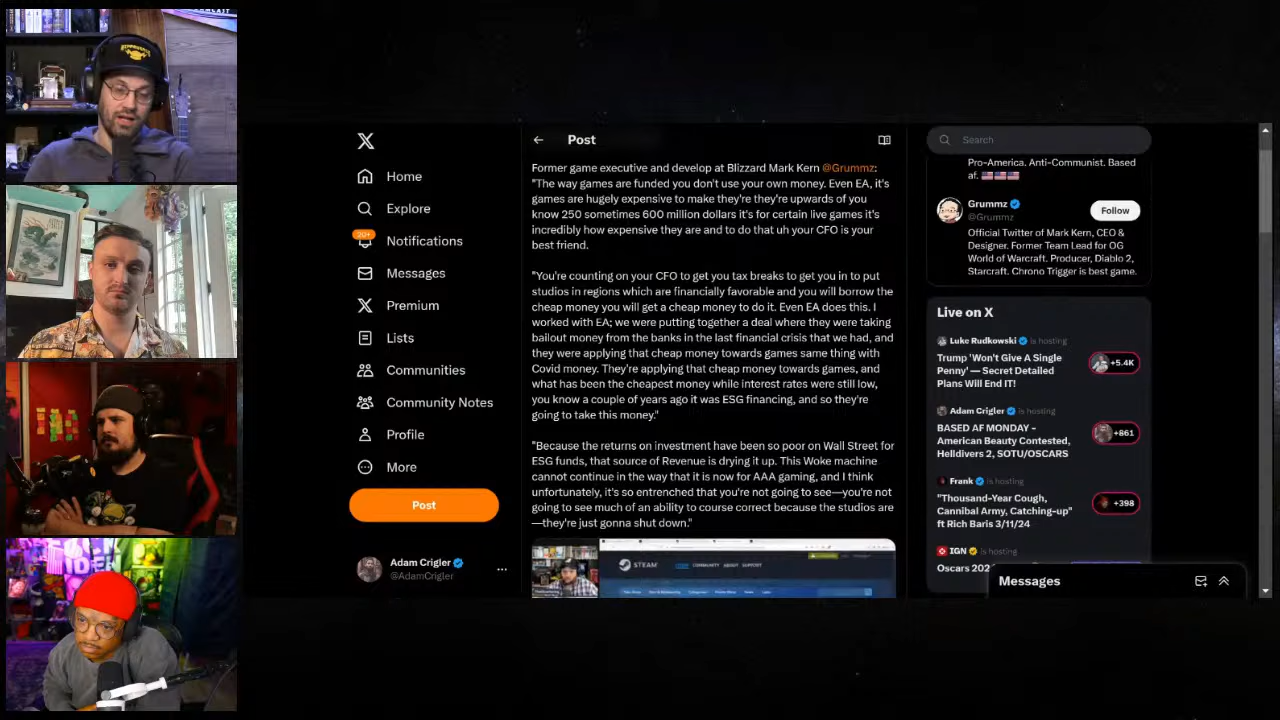 Home
Explore
20+
Notifications
Messages
Premium
Lists
Communities
Community Notes
Profile
More
Post
Adam Crigler
@AdamCrigler
Post
Former game executive and develop at Blizzard Mark Kern @Grummz:
"The way games are funded you don't use your own money. Even EA, it's
games are hugely expensive to make they're they're upwards of you
know 250 sometimes 600 million dollars it's for certain live games it's
incredibly how expensive they are and to do that uh your CFO is your
best friend.
"You're counting on your CFO to get you tax breaks to get you in to put
studios in regions which are financially favorable and you will borrow the
cheap money you will get a cheap money to do it. Even EA does this. I
worked with EA; we were putting together a deal where they were taking
bailout money from the banks in the last financial crisis that we had, and
they were applying that cheap money towards games same thing with
Covid money. They're applying that cheap money towards games, and
what has been the cheapest money while interest rates were still low,
you know a couple of years ago it was ESG financing, and so they're
going to take this money."
"Because the returns on investment have been so poor on Wall Street for
ESG funds, that source of Revenue is drying it up. This Woke machine
cannot continue in the way that it is now for AAA gaming, and I think
unfortunately, it's so entrenched that you're not going to see—you're not
going to see much of an ability to course correct because the studios are
—they're just gonna shut down."
STEAM
COMMUNITY ABOUT SUPPORT
Search
Pro-America. Anti-Communist. Based
af.
Grummz
@Grummz
Follow
Official Twitter of Mark Kern, CEO &
Designer. Former Team Lead for OG
World of Warcraft. Producer, Diablo 2,
Starcraft. Chrono Trigger is best game.
Live on X
Luke Rudkowski is hosting
Trump 'Won't Give A Single
Penny' — Secret Detailed
Plans Will END IT!
+5.4K
Adam Crigler is hosting
BASED AF MONDAY -
American Beauty Contested,
Helldivers 2, SOTU/OSCARS
+861
Frank is hosting
"Thousand-Year Cough,
Cannibal Army, Catching-up"
ft Rich Baris 3/11/24
+398
IGN is hosting
Oscars 202
Messages